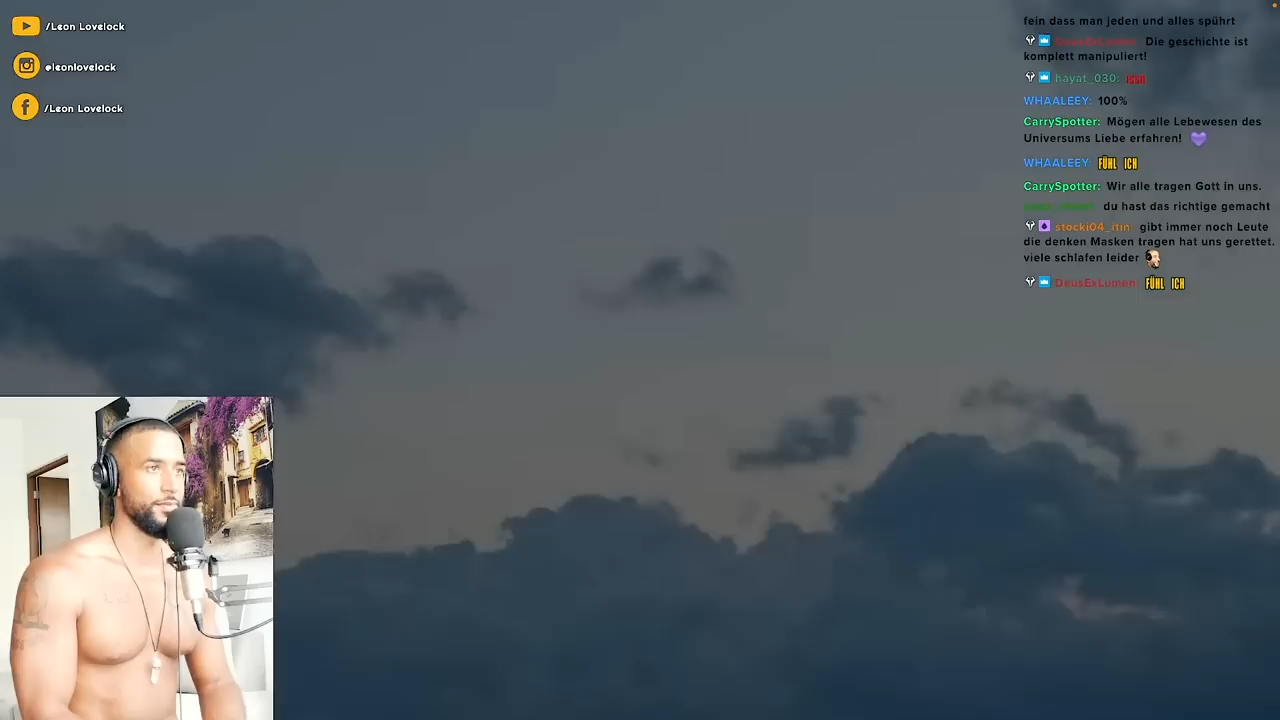 /Leon Lovelock
@leonlovelock
/Leon Lovelock
fein dass man jeden und alles spührt
DeusExLumen: Die geschichte ist
komplett manipuliert!
hayat_030:
WHAALEEY: 100%
CarrySpotter: Mögen alle Lebewesen des
Universums Liebe erfahren!
WHAALEEY: FÜHL ICH
CarrySpotter: Wir alle tragen Gott in uns.
du hast das richtige gemacht
stocki04_itin: gibt immer noch Leute
die denken Masken tragen hat uns gerettet.
viele schlafen leider
DeusExLumen: FÜHL ICH